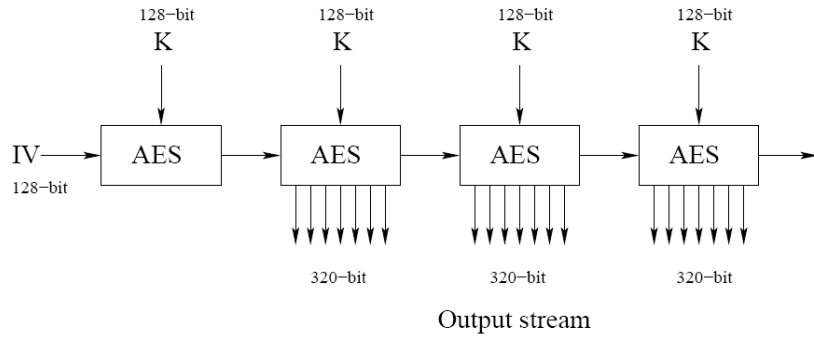 128−bit 128−bit 128−bit 128−bit
K K K K
IV AES AES AES AES
128−bit
320−bit 320−bit 320−bit
Output stream